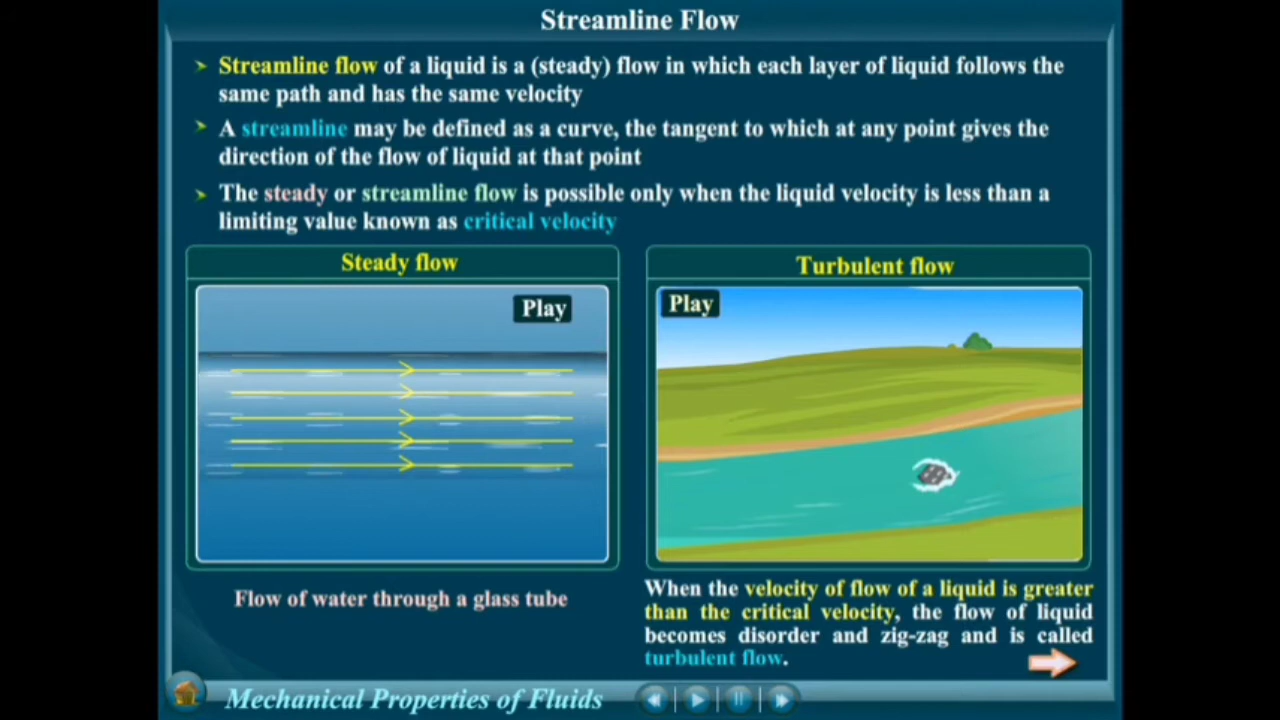 Streamline Flow
Streamline flow of a liquid is a (steady) flow in which each layer of liquid follows the
same path and has the same velocity
A streamline may be defined as a curve, the tangent to which at any point gives the
direction of the flow of liquid at that point
The steady or streamline flow is possible only when the liquid velocity is less than a
limiting value known as critical velocity
Steady flow
Play
Flow of water through a glass tube
Turbulent flow
Play
When the velocity of flow of a liquid is greater
than the critical velocity, the flow of liquid
becomes disorder and zig-zag and is called
turbulent flow.
Mechanical Properties of Fluids